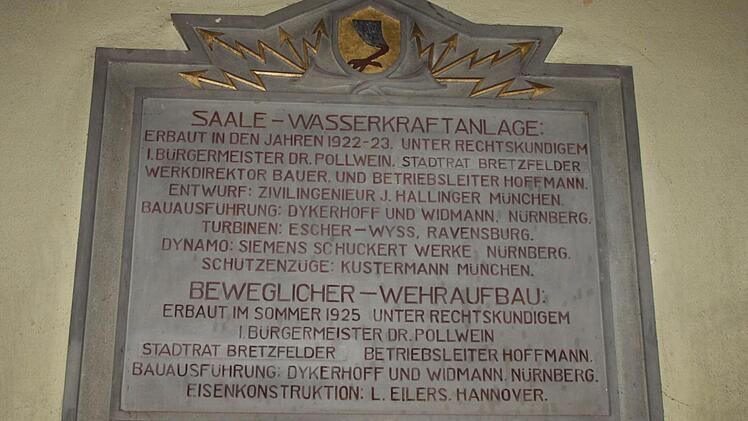 SAALE-WASSERKRAFTANLAGE:
ERBAUT IN DEN JAHREN 1922-23. UNTER RECHTSKUNDIGEM
I. BÜRGERMEISTER DR. POLLWEIN. STADTRAT BRETZFELDER
WERKDIREKTOR BAUER. UND BETRIEBSLEITER HOFFMANN.
ENTWURF: ZIVILINGENIEUR J. HALLINGER MÜNCHEN.
BAUAUSFÜHRUNG: DYKERHOFF UND WIDMANN. NÜRNBERG.
TURBINEN: ESCHER-WYSS, RAVENSBURG.
DYNAMO: SIEMENS SCHUCKERT WERKE NÜRNBERG.
SCHÜTZENZÜGE: KUSTERMANN MÜNCHEN.
BEWEGLICHER-WEHRAUFBAU:
ERBAUT IM SOMMER 1925 UNTER RECHTSKUNDIGEM
I. BÜRGERMEISTER DR. POLLWEIN
STADTRAT BRETZFELDER BETRIEBSLEITER HOFFMANN.
BAUAUSFÜHRUNG: DYKERHOFF UND WIDMANN. NÜRNBERG.
EISENKONSTRUKTION: L. EILERS. HANNOVER.